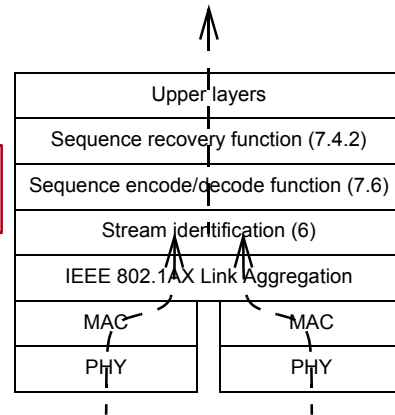 Upper layers
Sequence recovery function (7.4.2)
Sequence encode/decode function (7.6)
Stream identification (6)
IEEE 802.1AX Link Aggregation
MAC MAC
PHY PHY